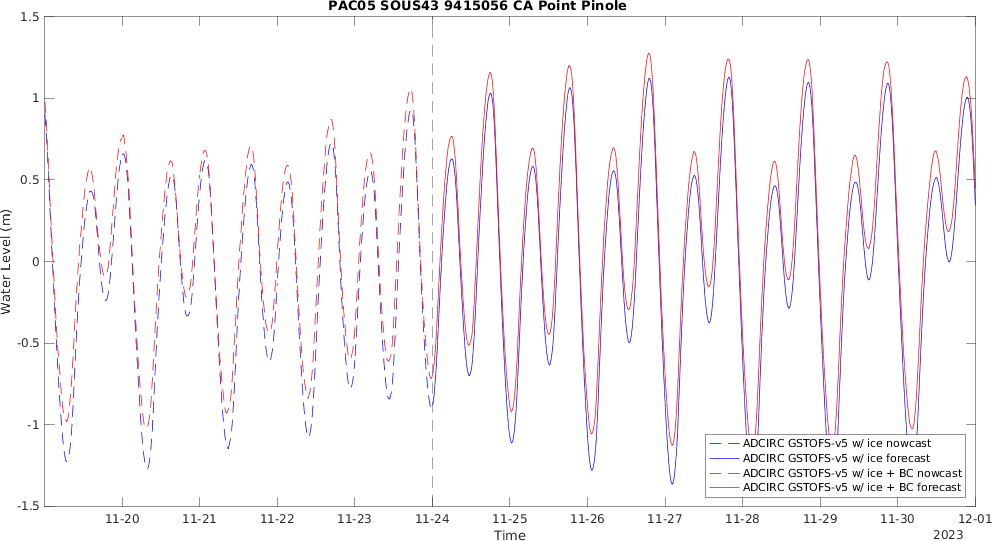 PAC05 SOUS43 9415056 CA Point Pinole
1.5
1
0.5
0
-0.5
-1
-1.5
Water Level (m)
ADCIRC GSTOFS-v5 w/ ice nowcast
ADCIRC GSTOFS-v5 w/ ice forecast
ADCIRC GSTOFS-v5 w/ ice + BC nowcast
ADCIRC GSTOFS-v5 w/ ice + BC forecast
11-20 11-21 11-22 11-23 11-24 11-25 11-26 11-27 11-28 11-29 11-30 12-01
Time
2023